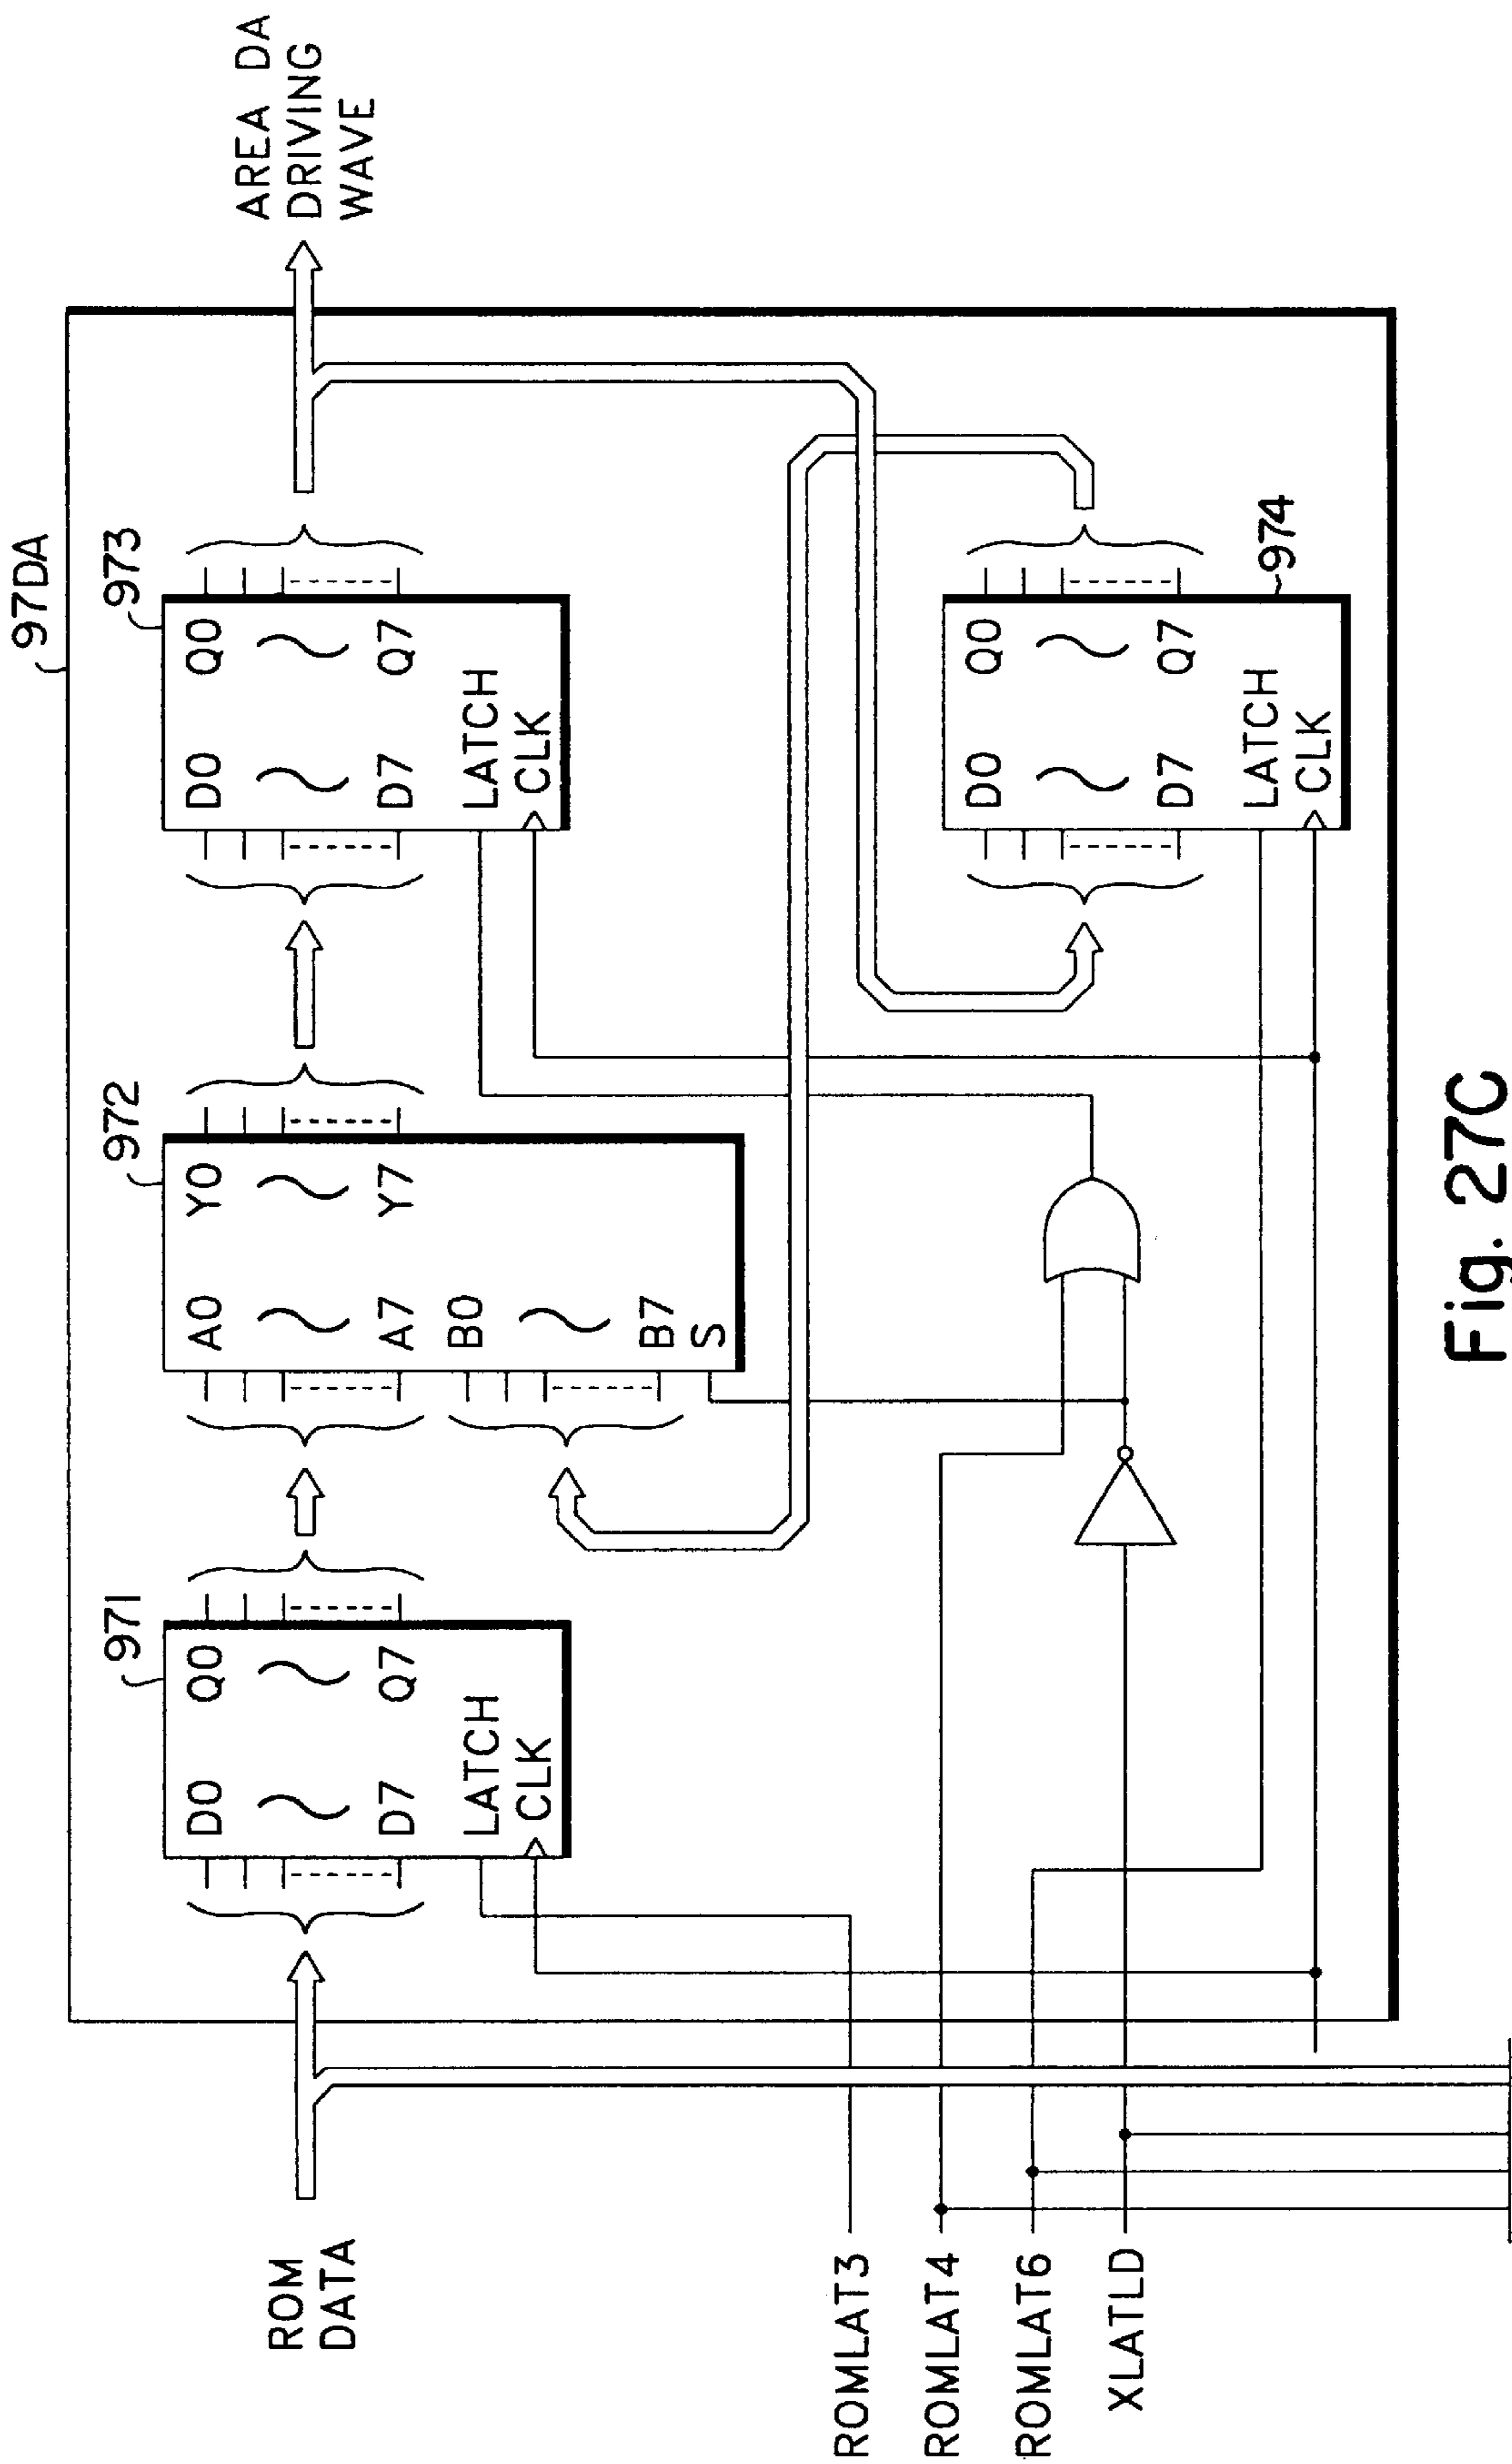 97DA
971
D0 Q0
D7 Q7
LATCH
CLK
972
A0 Y0
A7 Y7
B0
B7
S
973
D0 Q0
D7 Q7
LATCH
CLK
974
D0 Q0
D7 Q7
LATCH
CLK
ROM
DATA
AREA DA
DRIVING
WAVE
ROMLAT3
ROMLAT4
ROMLAT6
XLATLD
Fig. 27C